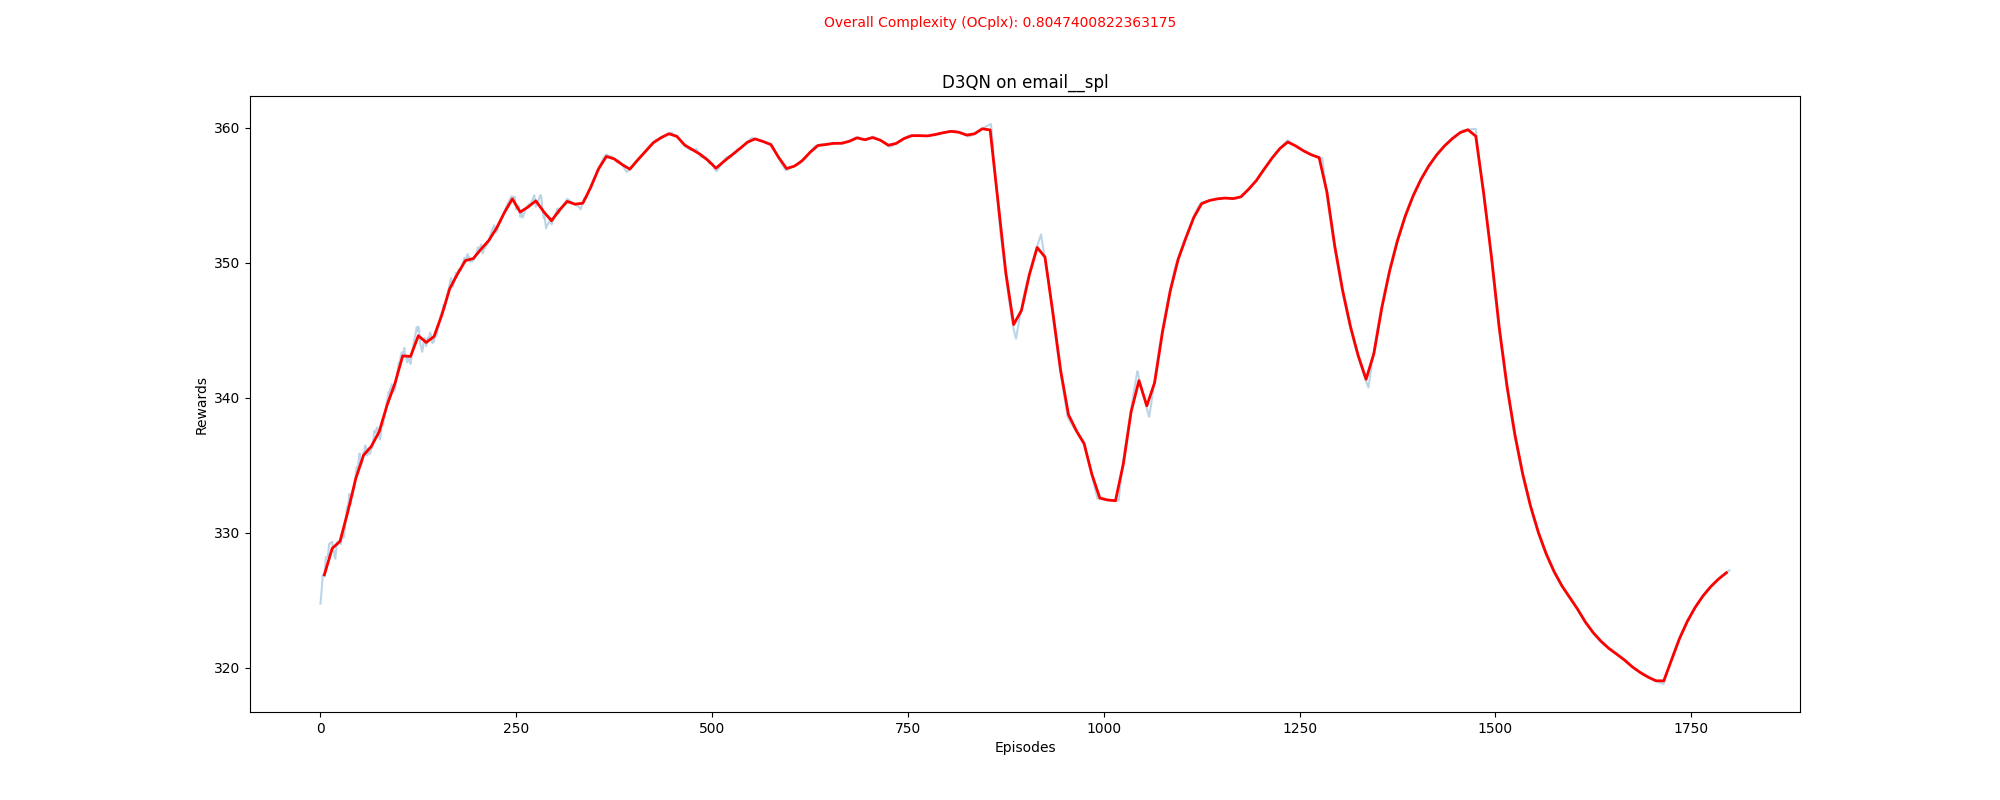 Overall Complexity (OCplx): 0.8047400822363175
D3QN on email__spl
Rewards
360
350
340
330
320
0 250 500 750 1000 1250 1500 1750
Episodes